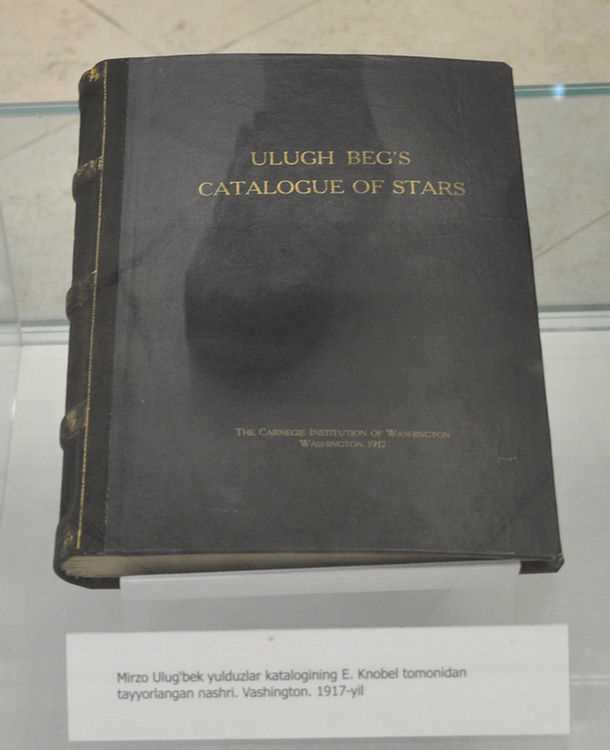 ULUGH BEG'S
CATALOGUE OF STARS
THE CARNEGIE INSTITUTION OF WASHINGTON
WASHINGTON, 1917
Mirzo Ulug'bek yulduzlar katalogining E. Knobel tomonidan
tayyorlangan nashri. Vashington. 1917-yil